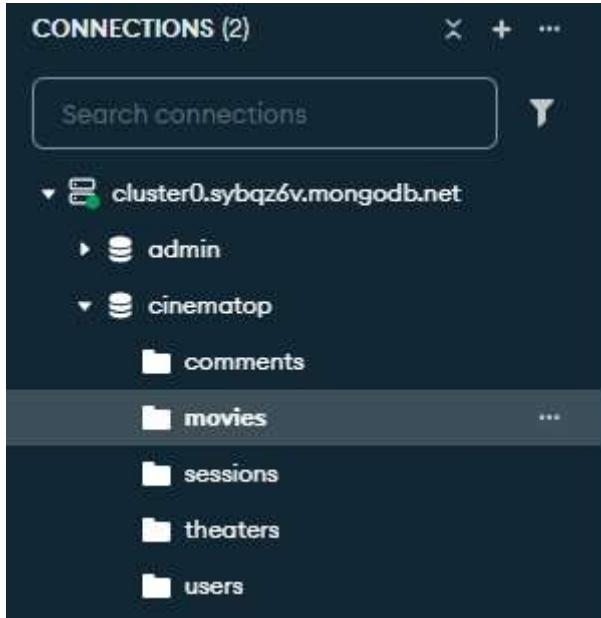 CONNECTIONS (2)
Search connections
cluster0.sybqz6v.mongodb.net
admin
cinematop
comments
movies
sessions
theaters
users